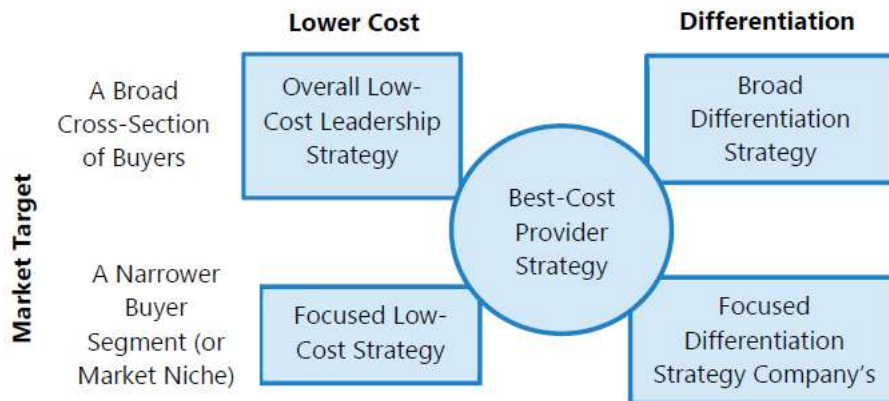 Lower Cost
Differentiation
Market Target
A Broad
Cross-Section
of Buyers
Overall Low-
Cost Leadership
Strategy
Broad
Differentiation
Strategy
Best-Cost
Provider
Strategy
A Narrower
Buyer
Segment (or
Market Niche)
Focused Low-
Cost Strategy
Focused
Differentiation
Strategy Company's